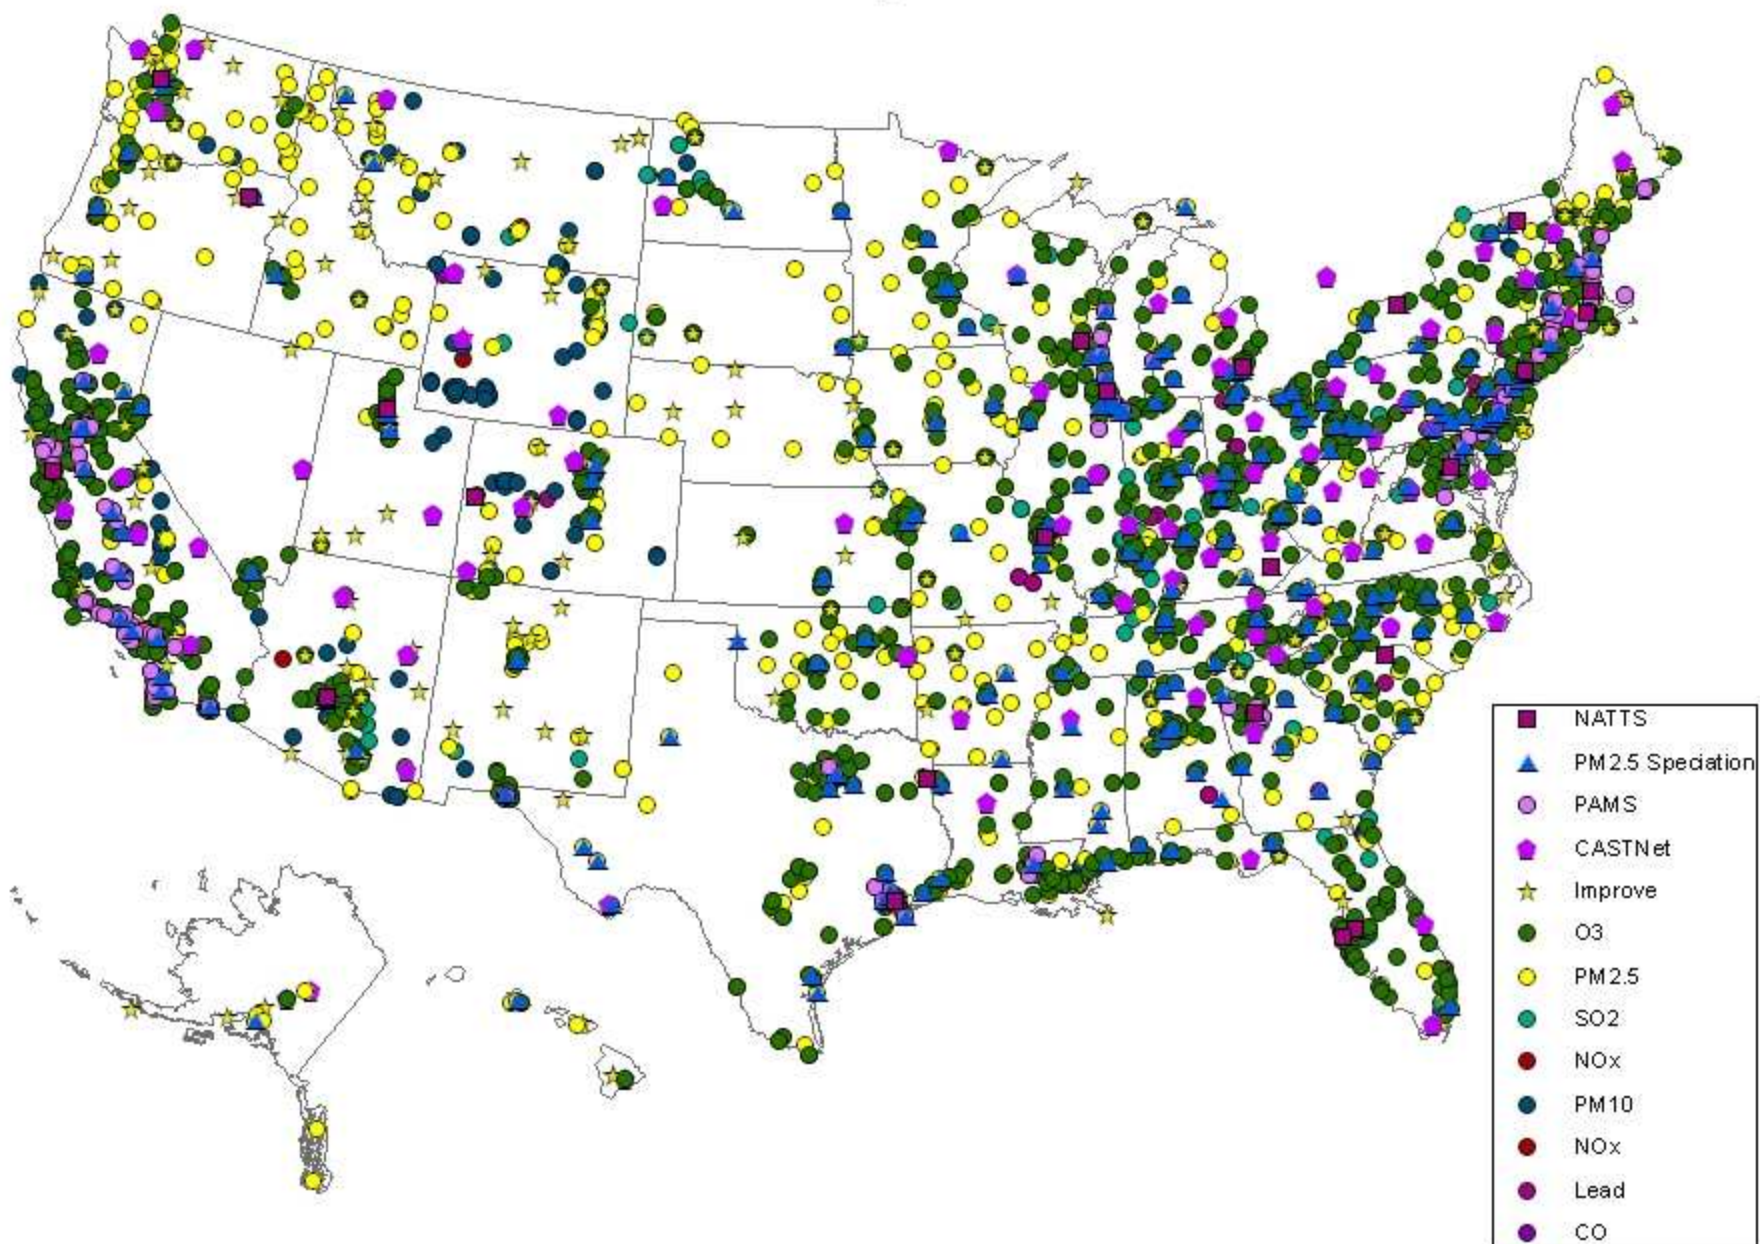 NATTS
PM2.5 Speciation
PAMS
CASTNet
Improve
O3
PM2.5
SO2
NOx
PM10
NOx
Lead
CO